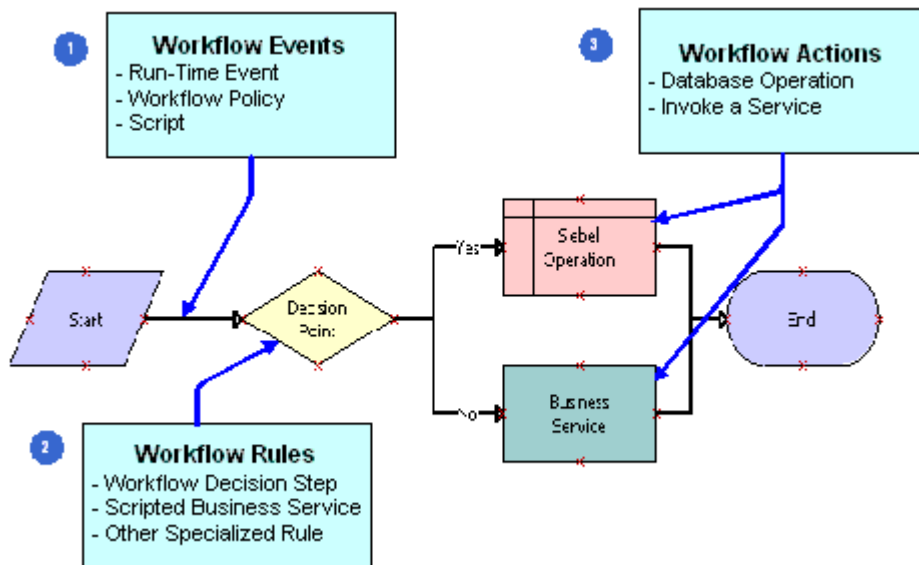 1
Workflow Events
- Run-Time Event
- Workflow Policy
- Script
3
Workflow Actions
- Database Operation
- Invoke a Service
Yes
Siebel
Operation
Start
Decision
Point
End
No
Business
Service
2
Workflow Rules
- Workflow Decision Step
- Scripted Business Service
- Other Specialized Rule